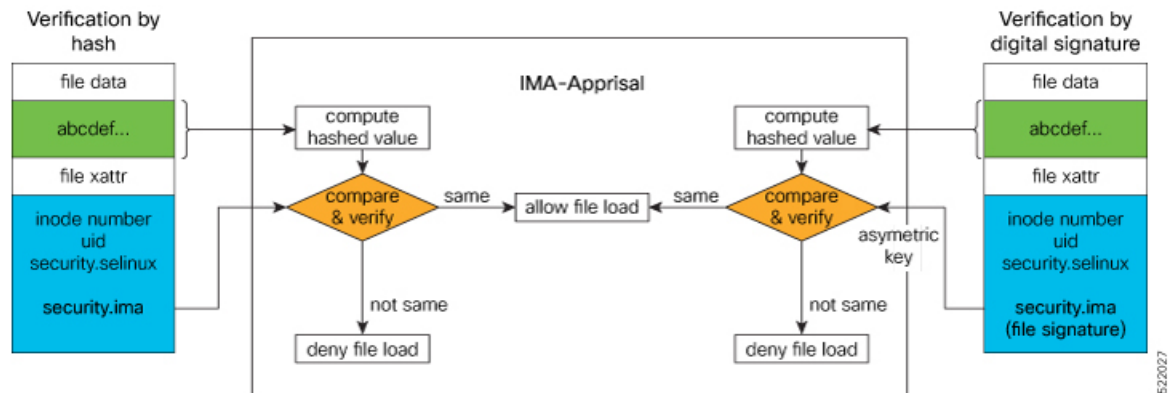 Verification by
hash
file data
abcdef...
file xattr
inode number
uid
security.selinux
security.ima
IMA-Apprisal
compute
hashed value
compare
& verify
same
not same
deny file load
allow file load
compute
hashed value
same
compare
& verify
asymetric
key
not same
deny file load
Verification by
digital signature
file data
abcdef...
file xattr
inode number
uid
security.selinux
security.ima
(file signature)
522027